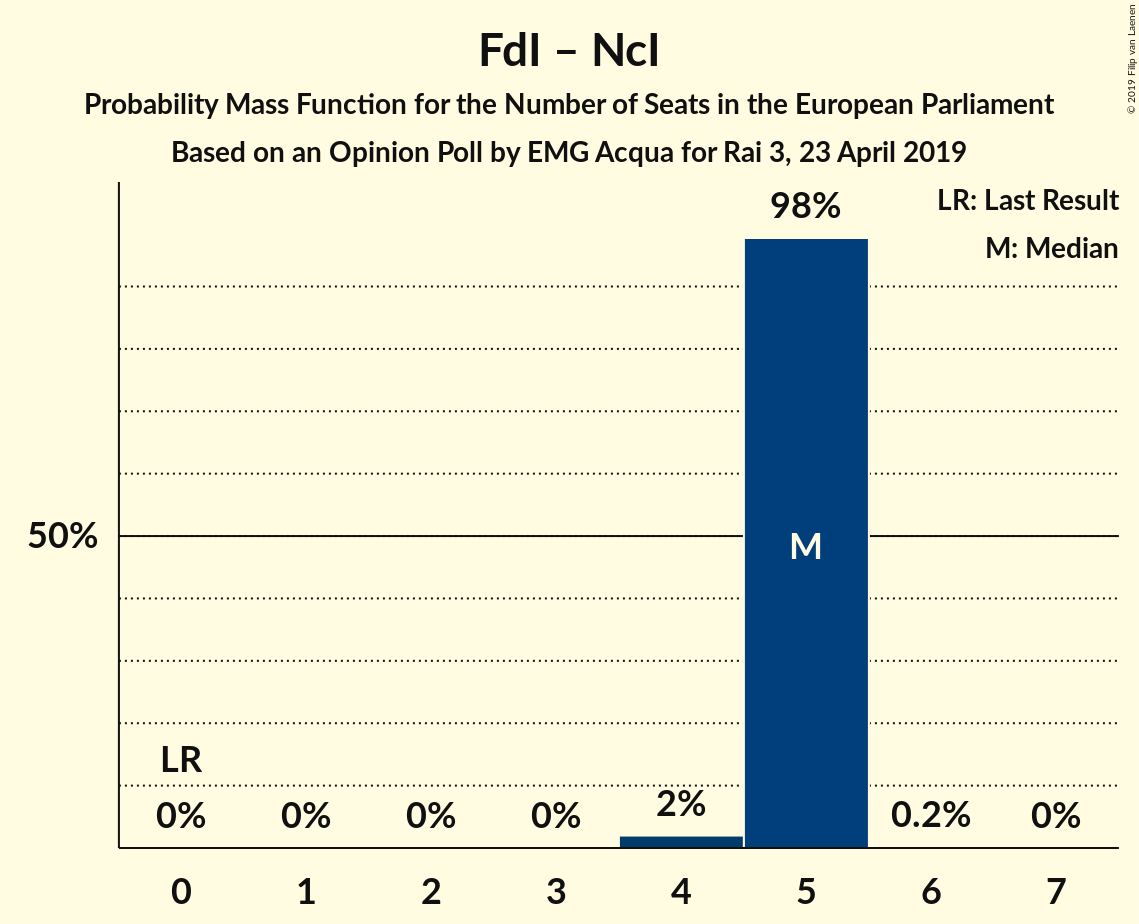 FdI – NcI
Probability Mass Function for the Number of Seats in the European Parliament
Based on an Opinion Poll by EMG Acqua for Rai 3, 23 April 2019
© 2019 Filip van Laenen
LR: Last Result
M: Median
98%
50%
M
LR
0% 0% 0% 0% 2% 0.2% 0%
0 1 2 3 4 5 6 7